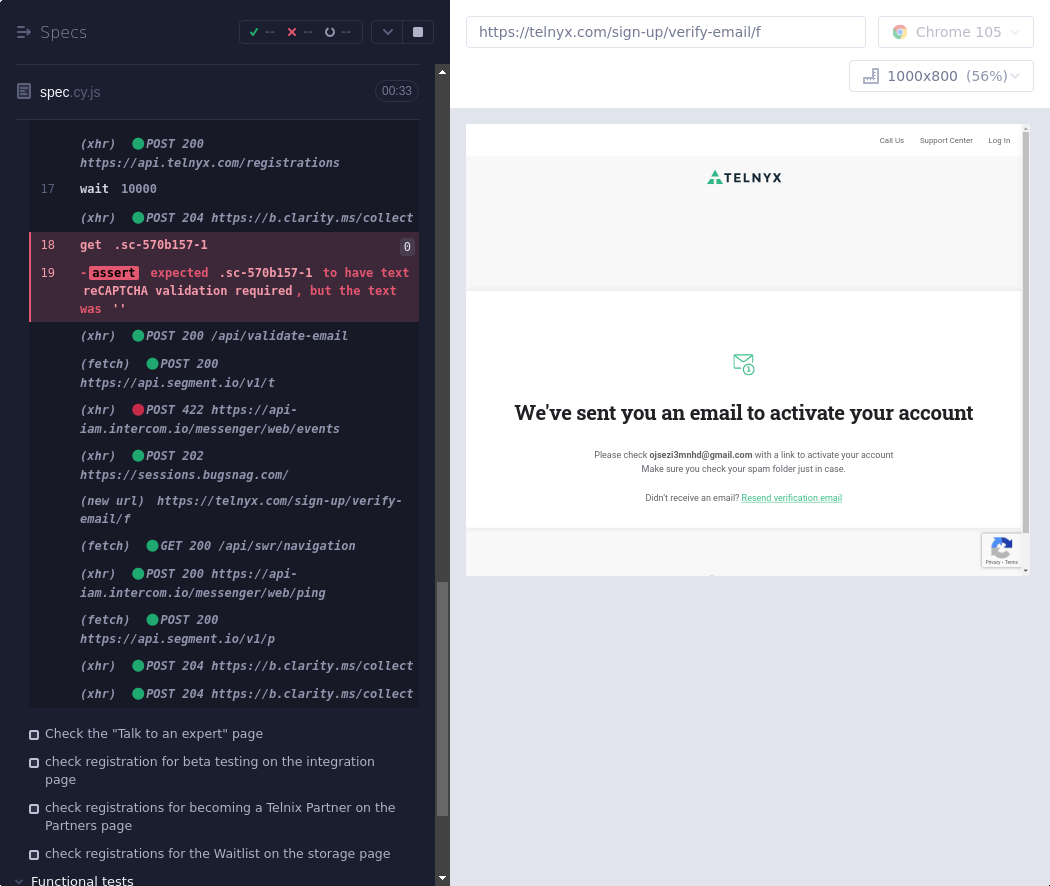 Specs
-- -- --
spec.cy.js 00:33
(xhr) POST 200
https://api.telnyx.com/registrations
17 wait 10000
(xhr) POST 204 https://b.clarity.ms/collect
18 get .sc-570b157-1 0
19 -assert expected .sc-570b157-1 to have text
reCAPTCHA validation required, but the text
was ''
(xhr) POST 200 /api/validate-email
(fetch) POST 200
https://api.segment.io/v1/t
(xhr) POST 422 https://api-
iam.intercom.io/messenger/web/events
(xhr) POST 202
https://sessions.bugsnag.com/
(new url) https://telnyx.com/sign-up/verify-
email/f
(fetch) GET 200 /api/swr/navigation
(xhr) POST 200 https://api-
iam.intercom.io/messenger/web/ping
(fetch) POST 200
https://api.segment.io/v1/p
(xhr) POST 204 https://b.clarity.ms/collect
(xhr) POST 204 https://b.clarity.ms/collect
Check the "Talk to an expert" page
check registration for beta testing on the integration
page
check registrations for becoming a Telnix Partner on the
Partners page
check registrations for the Waitlist on the storage page
Functional tests
https://telnyx.com/sign-up/verify-email/f
Chrome 105
1000x800 (56%)
Call Us Support Center Log In
TELNYX
1
We've sent you an email to activate your account
Please check ojsezi3mnhd@gmail.com with a link to activate your account
Make sure you check your spam folder just in case.
Didn't receive an email? Resend verification email
Privacy - Terms